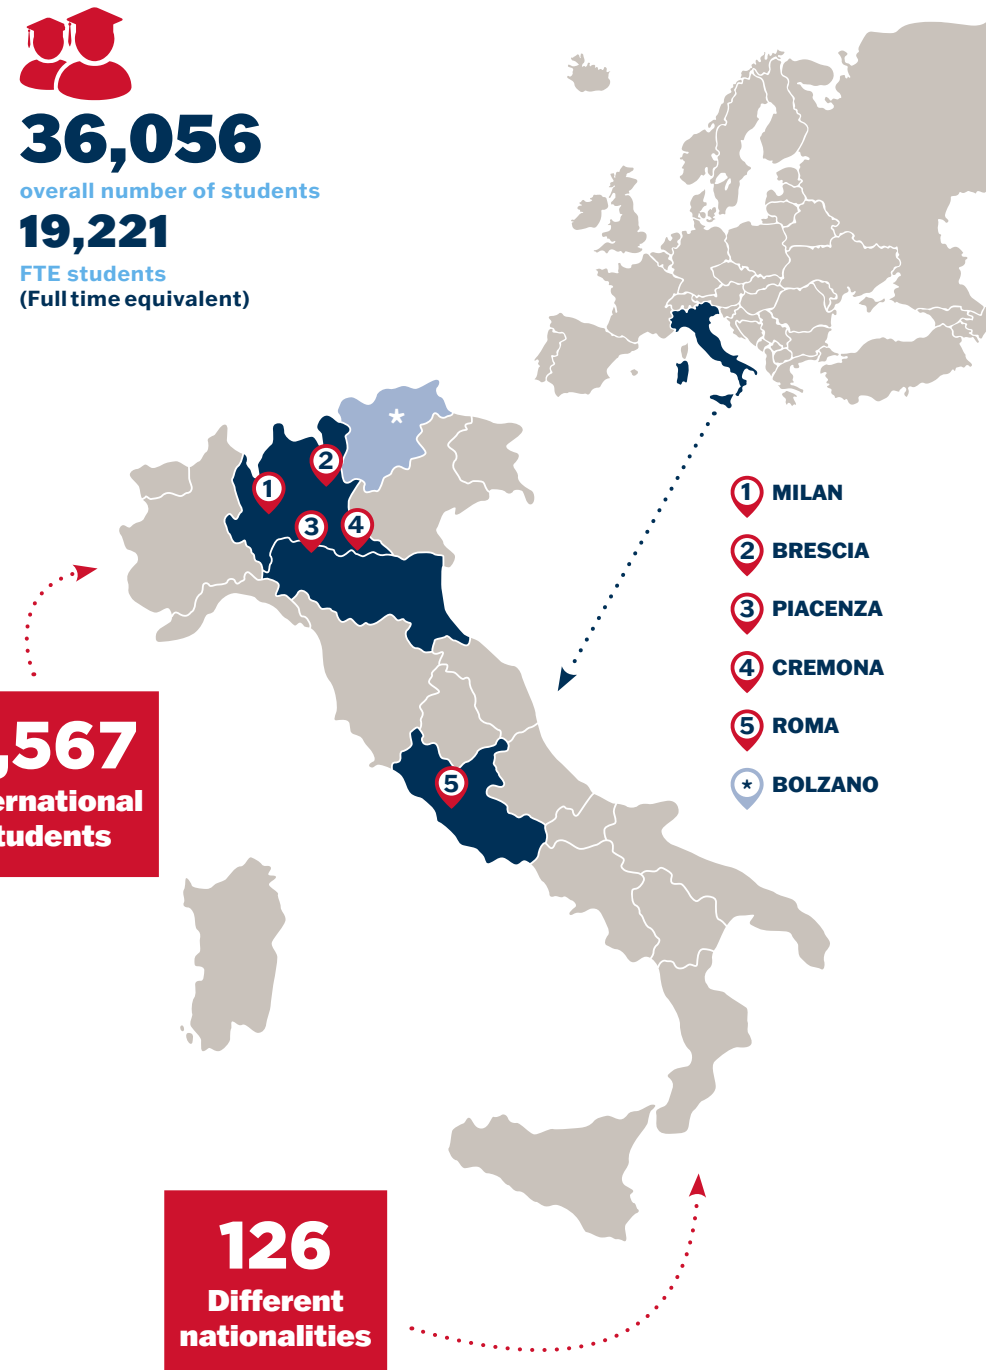 36,056
overall number of students
19,221
FTE students
(Full time equivalent)
*
2
1
3
4
5
1 MILAN
2 BRESCIA
3 PIACENZA
4 CREMONA
5 ROMA
* BOLZANO
,567
ernational
tudents
126
Different
nationalities